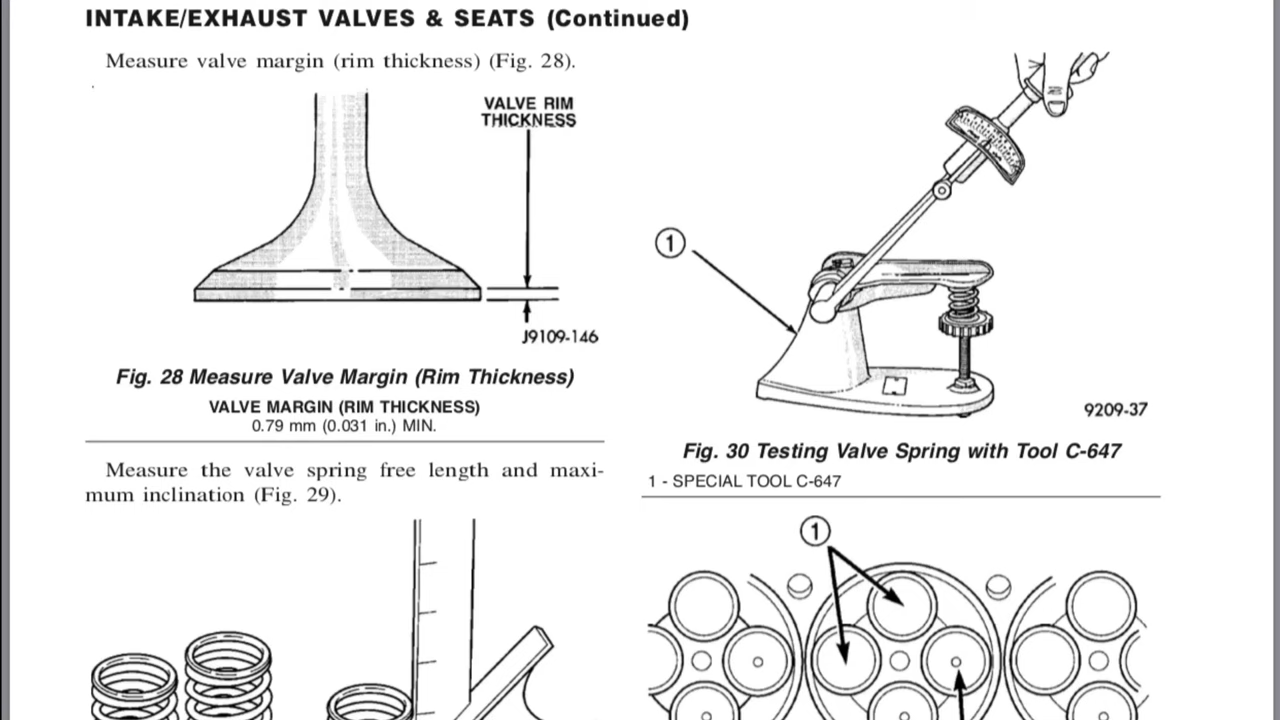 INTAKE/EXHAUST VALVES & SEATS (Continued)
Measure valve margin (rim thickness) (Fig. 28).
VALVE RIM
THICKNESS
J9109-146
Fig. 28 Measure Valve Margin (Rim Thickness)
VALVE MARGIN (RIM THICKNESS)
0.79 mm (0.031 in.) MIN.
Measure the valve spring free length and maxi-
mum inclination (Fig. 29).
1
9209-37
Fig. 30 Testing Valve Spring with Tool C-647
1 - SPECIAL TOOL C-647
1